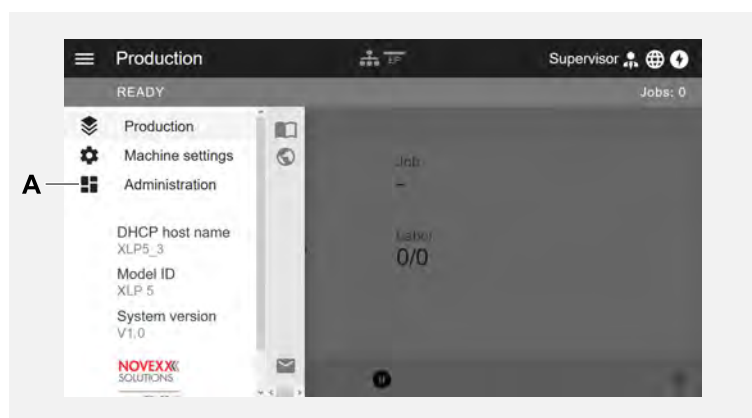 Production
Supervisor
READY
Jobs: 0
Production
Machine settings
A
Administration
DHCP host name
XLP5_3
Model ID
XLP 5
System version
V1.0
NOVEXX
SOLUTIONS
Job
–
Label
0/0